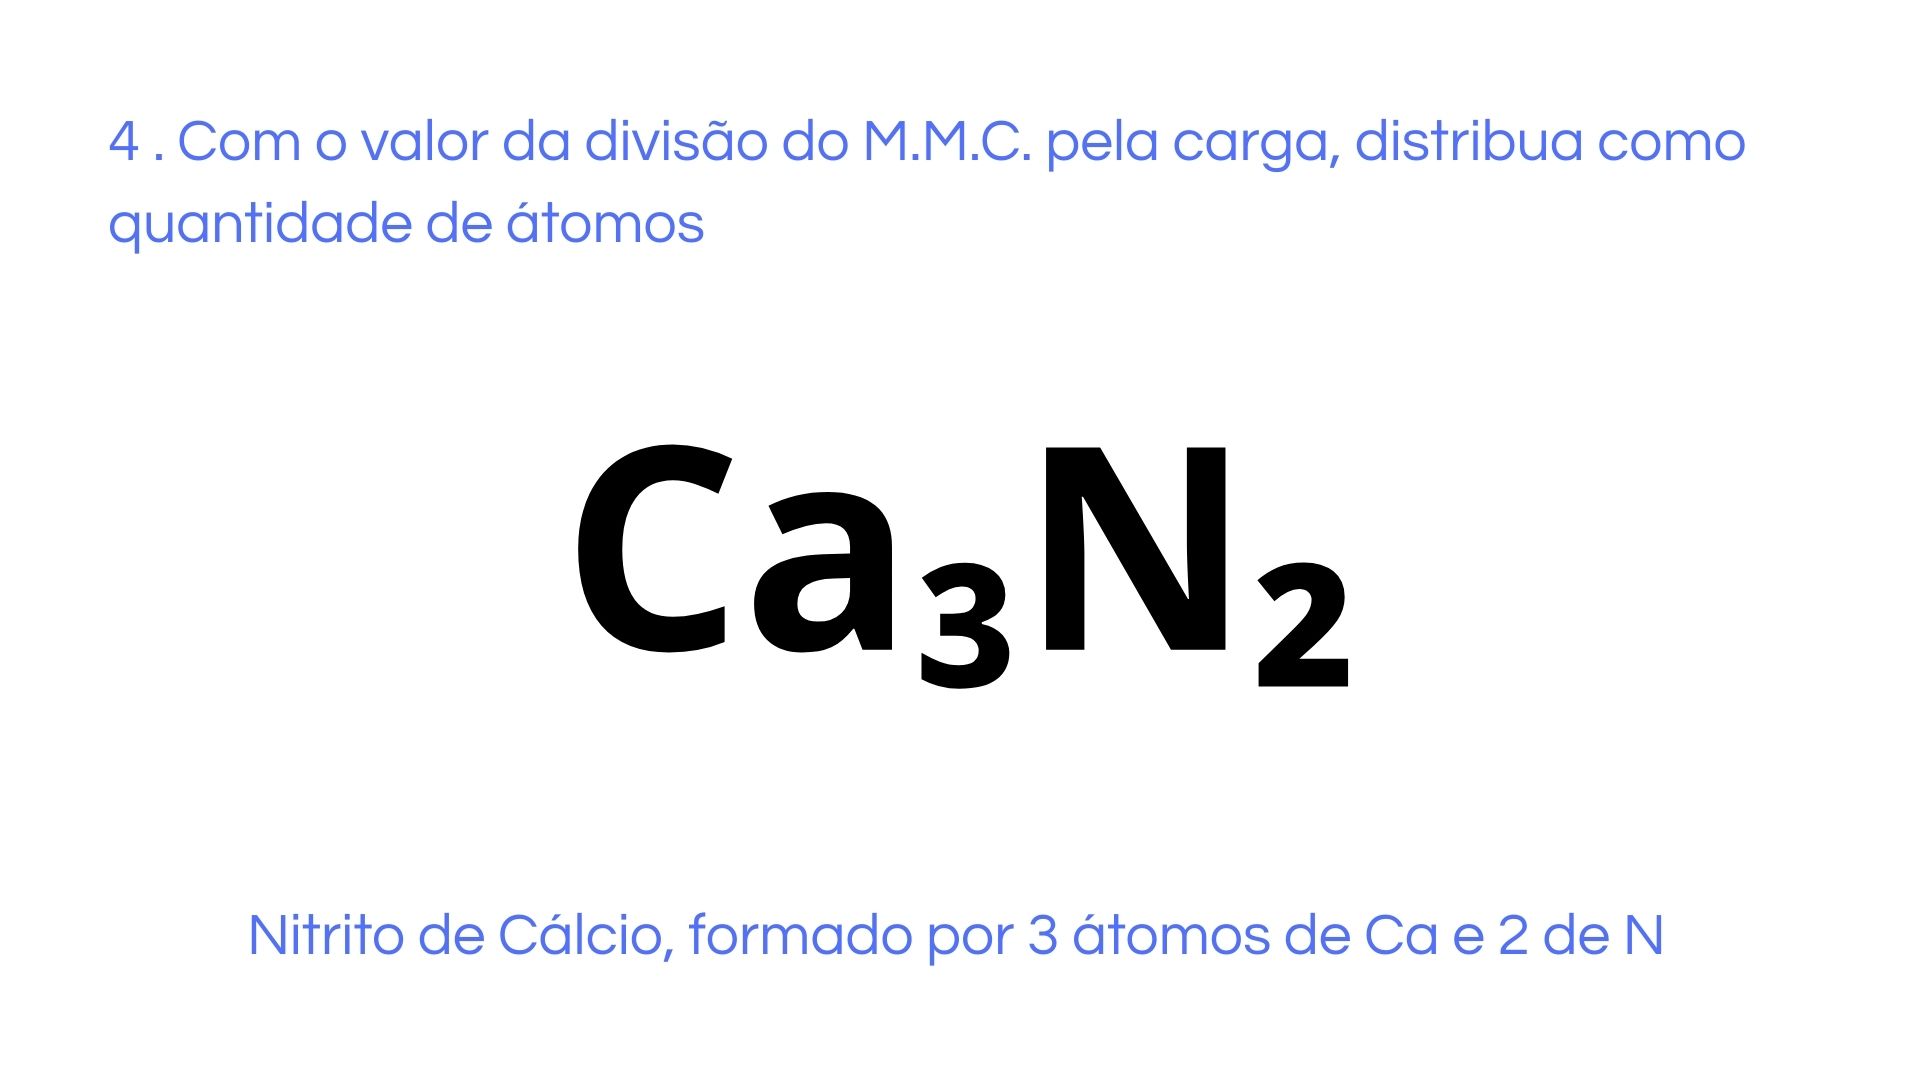 4 . Com o valor da divisão do M.M.C. pela carga, distribua como
quantidade de átomos
Ca₃N₂
Nitrito de Cálcio, formado por 3 átomos de Ca e 2 de N